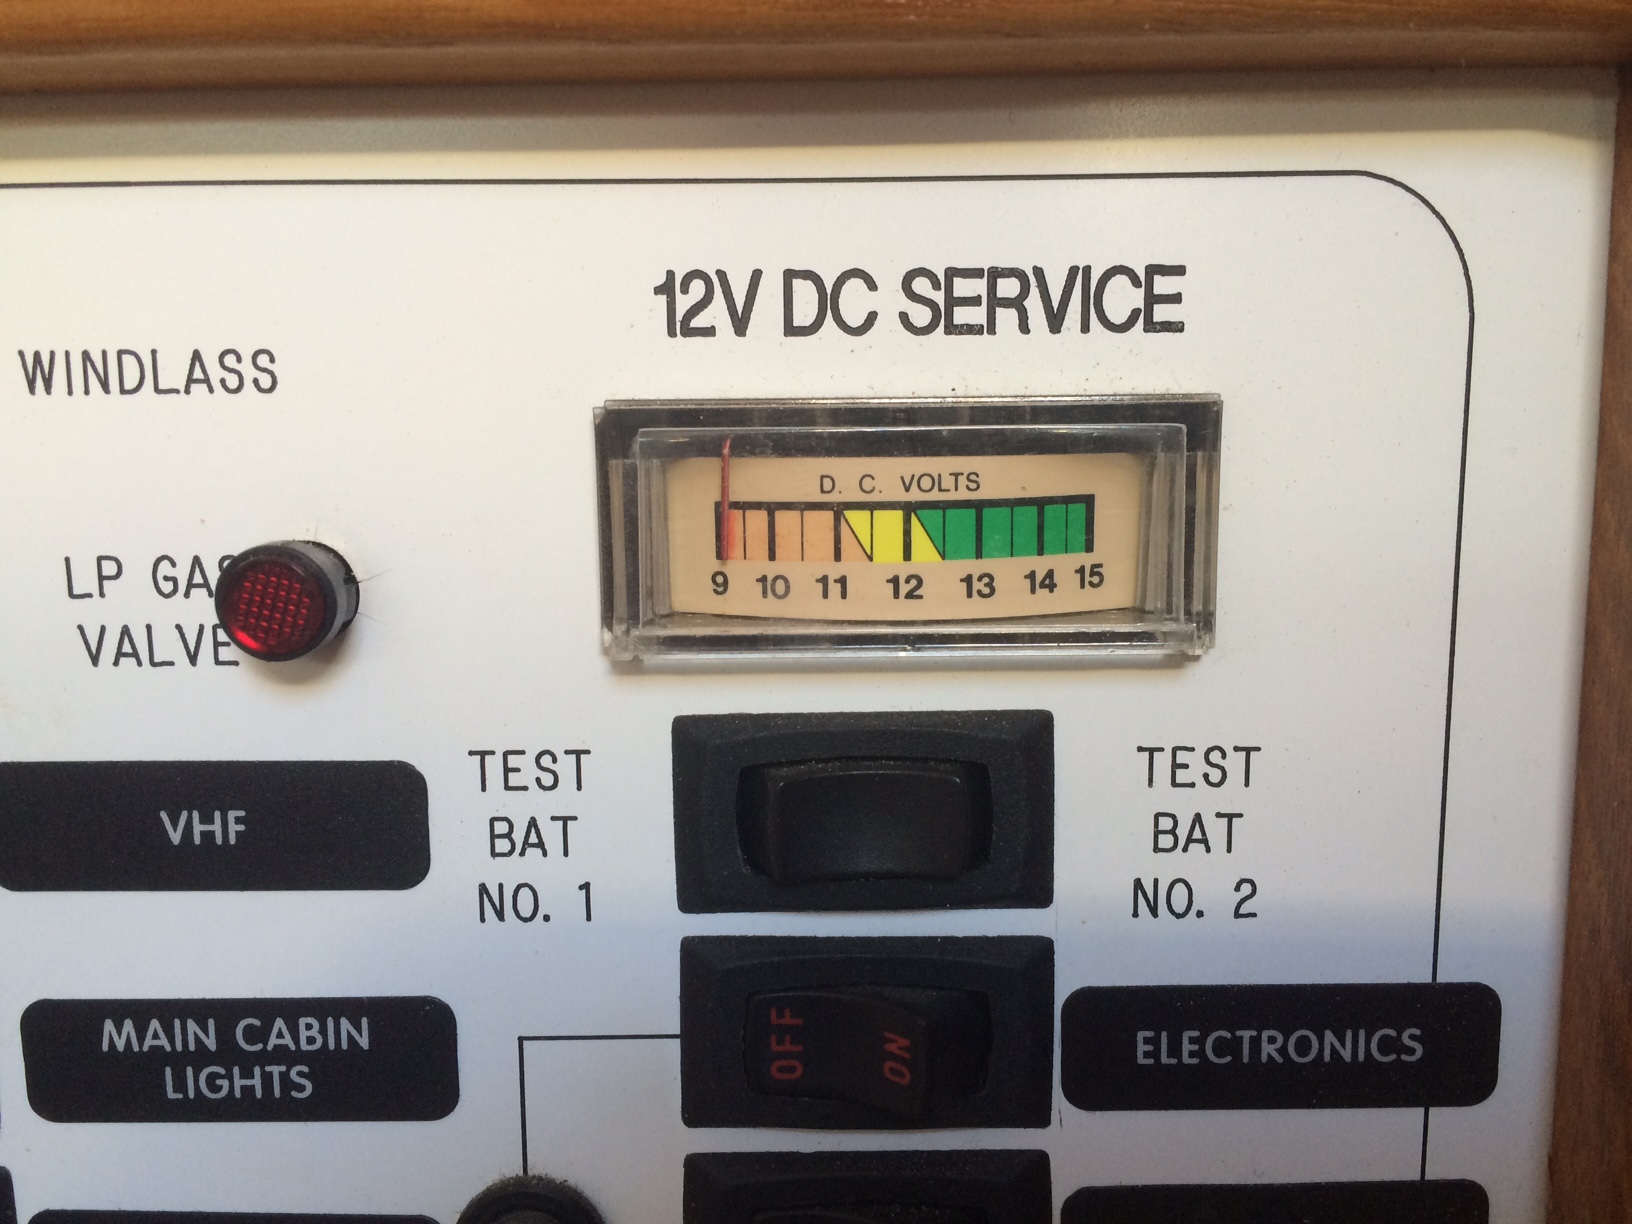 12V DC SERVICE
WINDLASS
D. C. VOLTS
9 10 11 12 13 14 15
LP GAS
VALVE
TEST
BAT
NO. 1
TEST
BAT
NO. 2
VHF
MAIN CABIN
LIGHTS
OFF
ON
ELECTRONICS